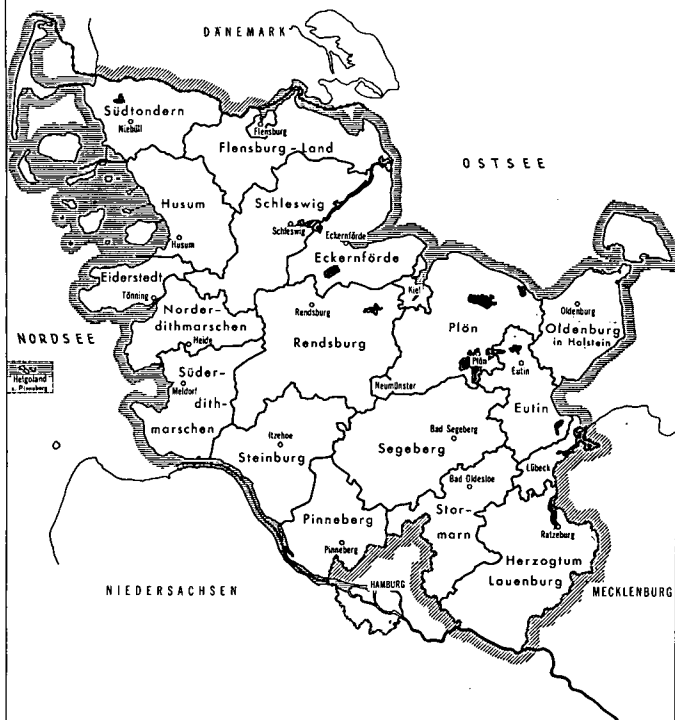 DÄNEMARK
Südtondern
Niebüll
Flensburg
Flensburg-Land
OSTSEE
Husum
Husum
Schleswig
Schleswig
Eckernförde
Eckernförde
Eiderstedt
Tönning
Kiel
Norder-
dithmarschen
Heide
Rendsburg
Rendsburg
Plön
Plön
Oldenburg
Oldenburg
in Holstein
NORDSEE
Helgoland
z. Pinneberg
Süder-
Meldorf
dith-
marschen
Neumünster
Eutin
Eutin
Itzehoe
Steinburg
Bad Segeberg
Segeberg
Lübeck
Bad Oldesloe
Stor-
marn
Pinneberg
Pinneberg
Ratzeburg
Herzogtum
Lauenburg
NIEDERSACHSEN
HAMBURG
MECKLENBURG